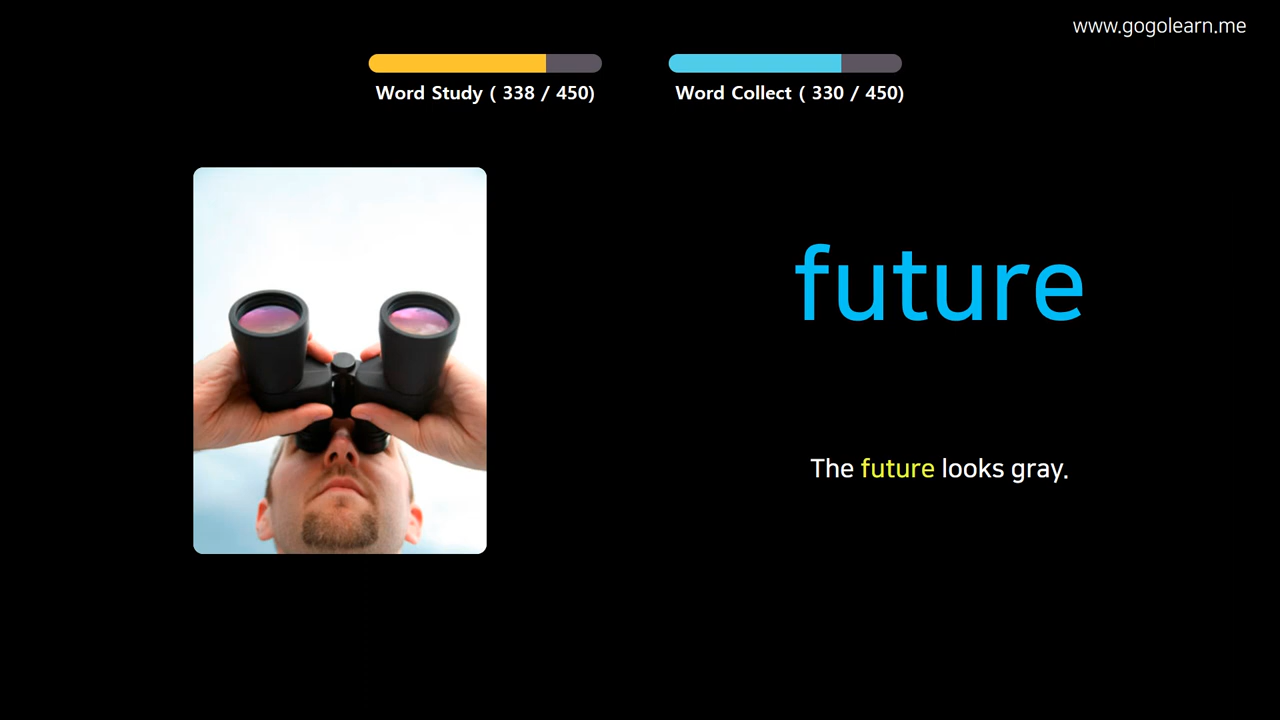 www.gogolearn.me
Word Study ( 338 / 450)
Word Collect ( 330 / 450)
future
The future looks gray.